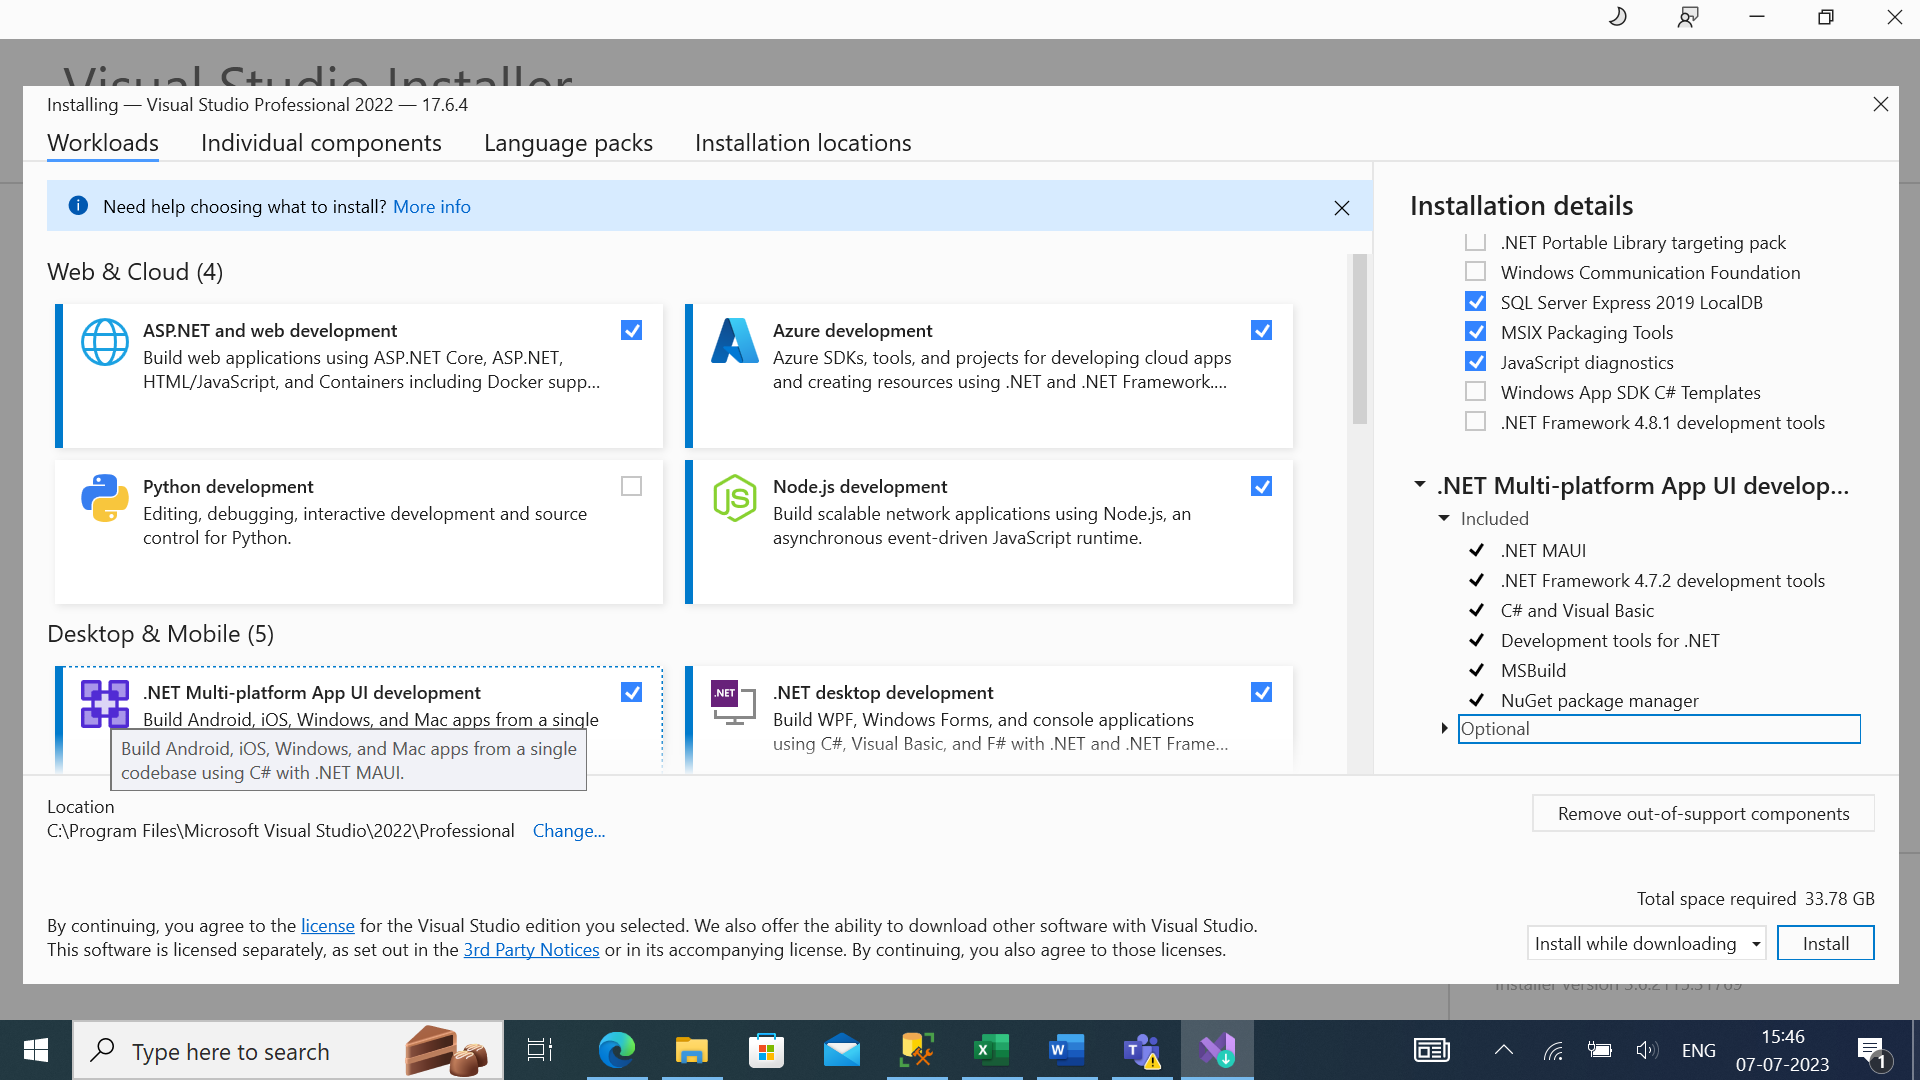 Visual Studio Installer
Installing — Visual Studio Professional 2022 — 17.6.4
Workloads
Individual components
Language packs
Installation locations
Need help choosing what to install? More info
Web & Cloud (4)
ASP.NET and web development
Build web applications using ASP.NET Core, ASP.NET,
HTML/JavaScript, and Containers including Docker supp...
Azure development
Azure SDKs, tools, and projects for developing cloud apps
and creating resources using .NET and .NET Framework....
Python development
Editing, debugging, interactive development and source
control for Python.
Node.js development
Build scalable network applications using Node.js, an
asynchronous event-driven JavaScript runtime.
Desktop & Mobile (5)
.NET Multi-platform App UI development
Build Android, iOS, Windows, and Mac apps from a single
Build Android, iOS, Windows, and Mac apps from a single
codebase using C# with .NET MAUI.
.NET
.NET desktop development
Build WPF, Windows Forms, and console applications
using C#, Visual Basic, and F# with .NET and .NET Frame...
Installation details
.NET Portable Library targeting pack
Windows Communication Foundation
SQL Server Express 2019 LocalDB
MSIX Packaging Tools
JavaScript diagnostics
Windows App SDK C# Templates
.NET Framework 4.8.1 development tools
.NET Multi-platform App UI develop...
Included
.NET MAUI
.NET Framework 4.7.2 development tools
C# and Visual Basic
Development tools for .NET
MSBuild
NuGet package manager
Optional
Location
C:\Program Files\Microsoft Visual Studio\2022\Professional Change...
Remove out-of-support components
Total space required 33.78 GB
By continuing, you agree to the license for the Visual Studio edition you selected. We also offer the ability to download other software with Visual Studio.
This software is licensed separately, as set out in the 3rd Party Notices or in its accompanying license. By continuing, you also agree to those licenses.
Install while downloading
Install
Installer version 3.6.2115.31769
Type here to search
ENG
15:46
07-07-2023
1